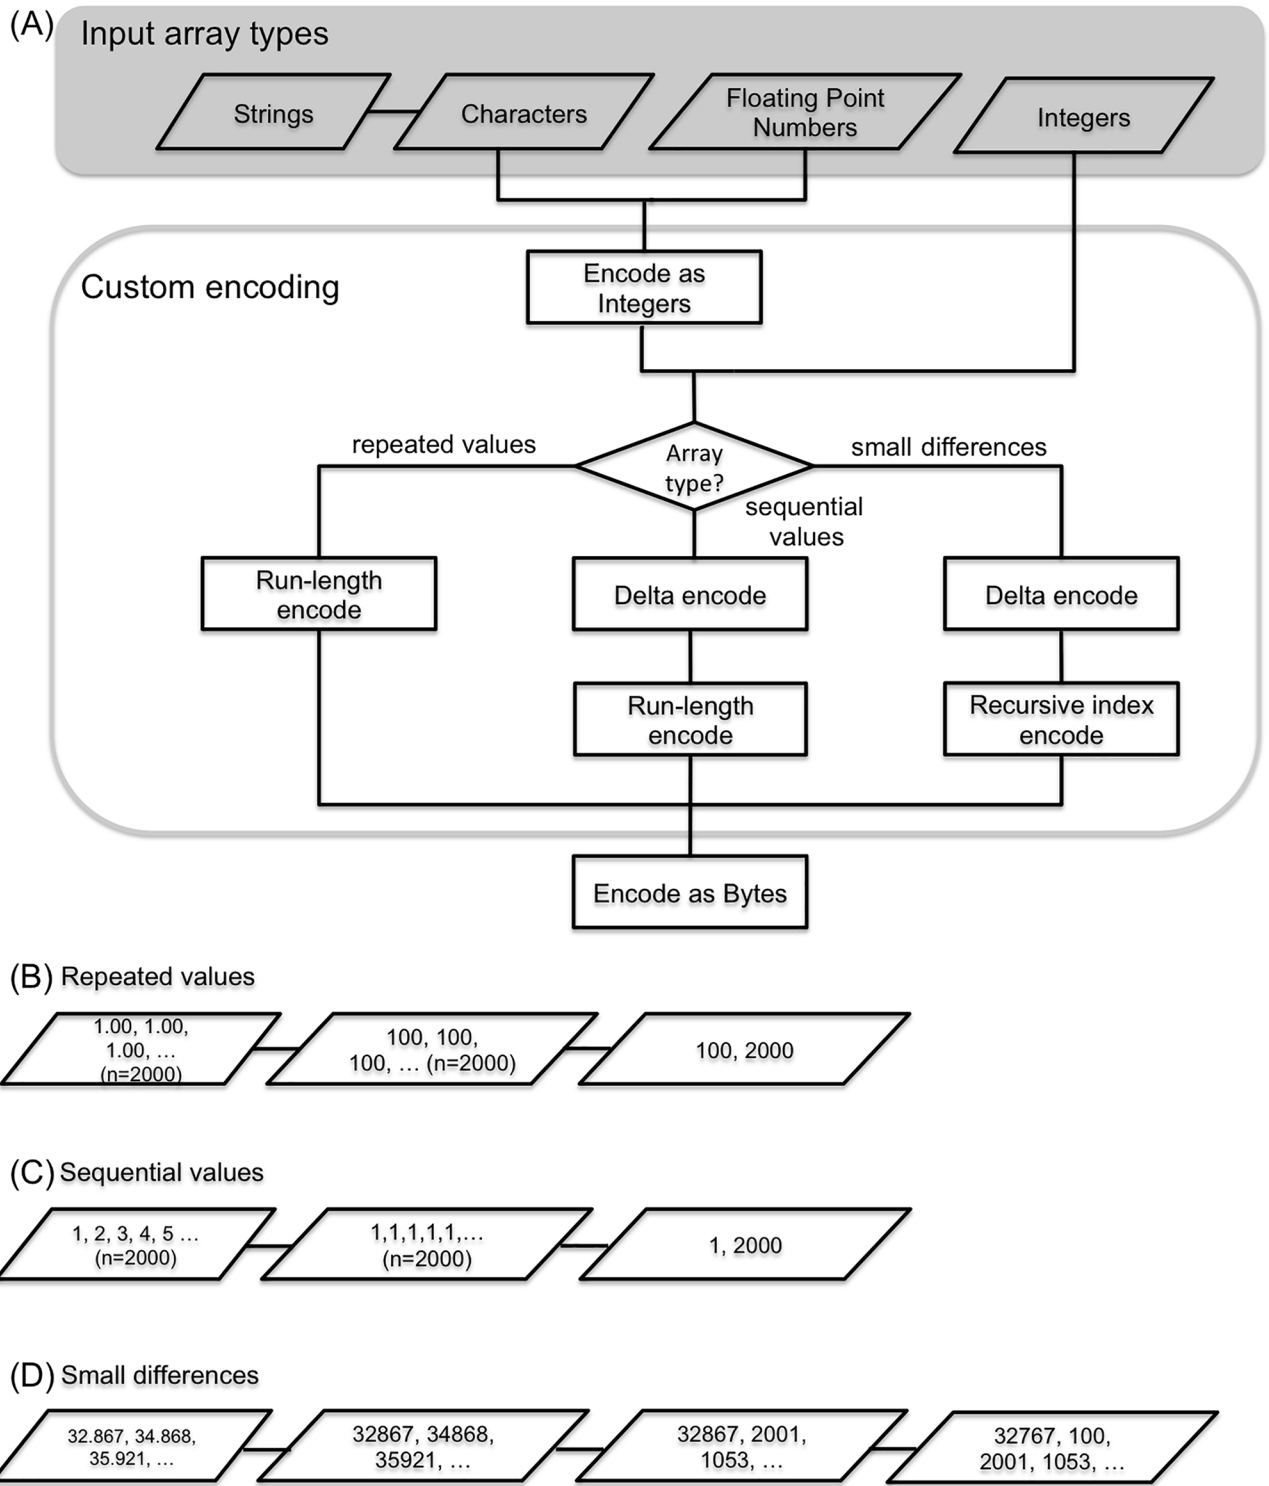 (A)
Input array types
Strings
Characters
Floating Point
Numbers
Integers
Encode as
Integers
Custom encoding
Array
type?
repeated values
small differences
sequential
values
Run-length
encode
Delta encode
Delta encode
Run-length
encode
Recursive index
encode
Encode as Bytes
(B) Repeated values
1.00, 1.00,
1.00, …
(n=2000)
100, 100,
100, … (n=2000)
100, 2000
(C) Sequential values
1, 2, 3, 4, 5 …
(n=2000)
1,1,1,1,1,…
(n=2000)
1, 2000
(D) Small differences
32.867, 34.868,
35.921, …
32867, 34868,
35921, …
32867, 2001,
1053, …
32767, 100,
2001, 1053, …